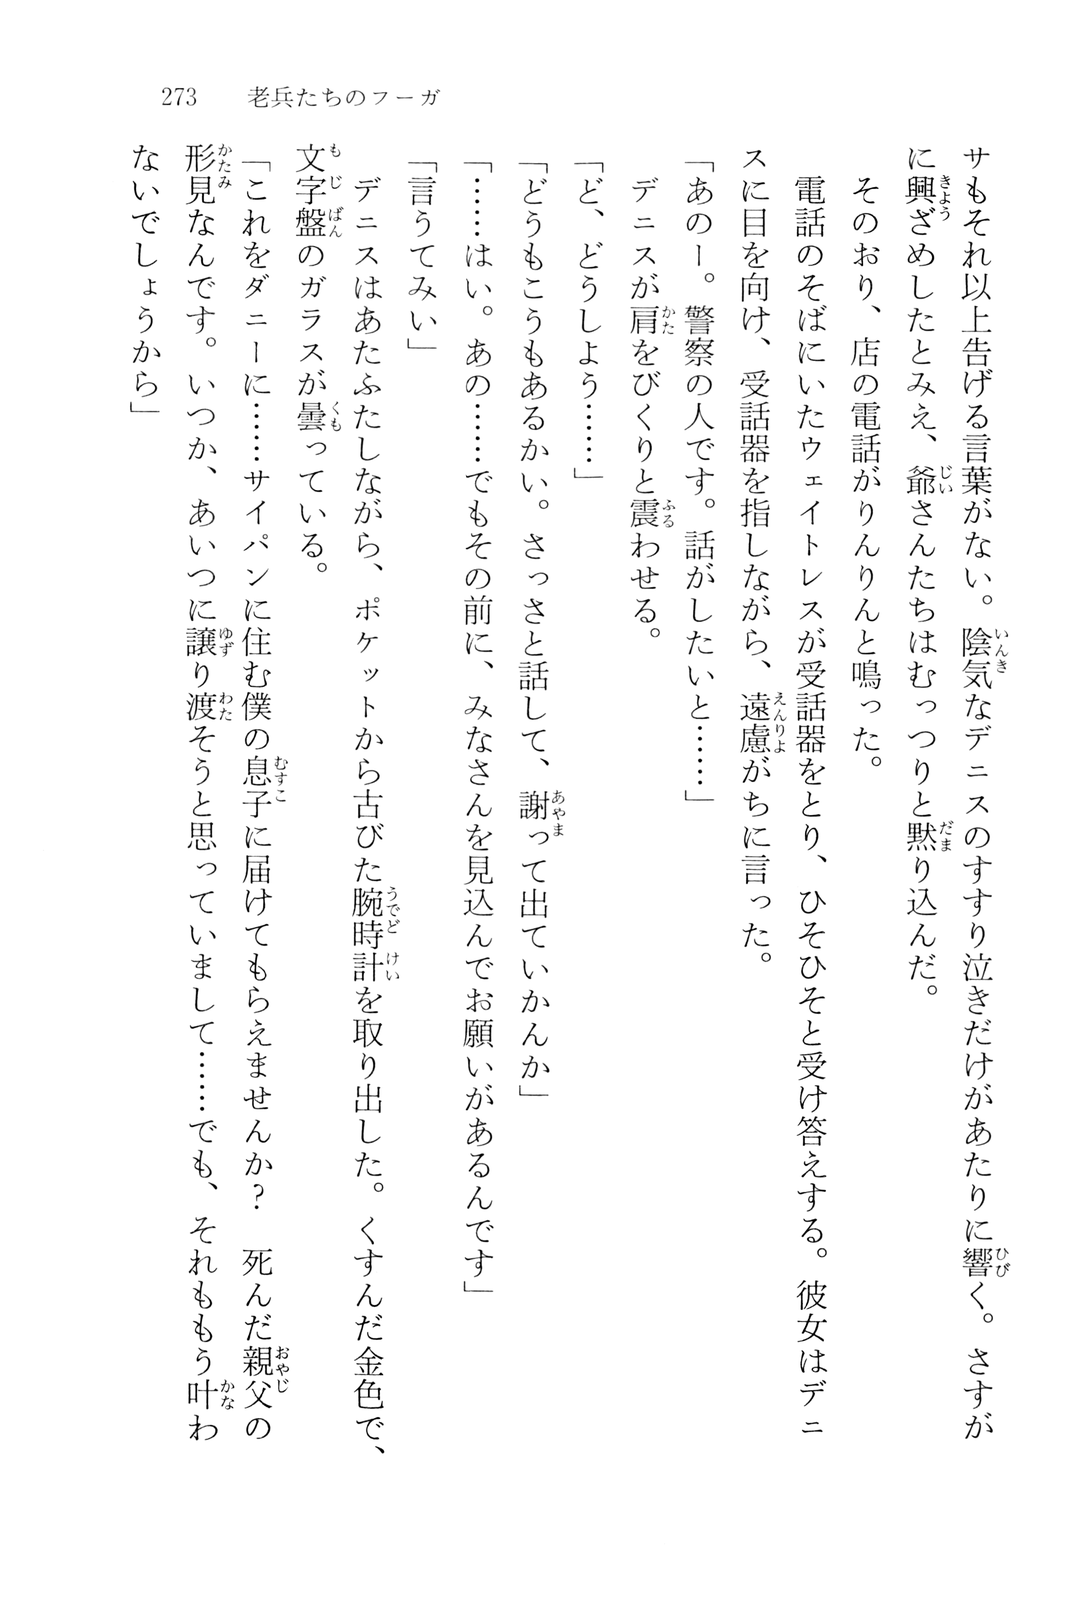 273　老兵たちのフーガ
サもそれ以上告げる言葉がない。陰気なデニスのすすり泣きだけがあたりに響く。さすが
に興ざめしたとみえ、爺さんたちはむっつりと黙り込んだ。
そのおり、店の電話がりんりんと鳴った。
電話のそばにいたウェイトレスが受話器をとり、ひそひそと受け答えする。彼女はデニ
スに目を向け、受話器を指しながら、遠慮がちに言った。
「あのー。警察の人です。話がしたいと……」
デニスが肩をびくりと震わせる。
「ど、どうしよう……」
「どうもこうもあるかい。さっさと話して、謝って出ていかんか」
「……はい。あの……でもその前に、みなさんを見込んでお願いがあるんです」
「言うてみい」
デニスはあたふたしながら、ポケットから古びた腕時計を取り出した。くすんだ金色で、
文字盤のガラスが曇っている。
「これをダニーに……サイパンに住む僕の息子に届けてもらえませんか？　死んだ親父の
形見なんです。いつか、あいつに譲り渡そうと思っていまして……でも、それももう叶わ
ないでしょうから」